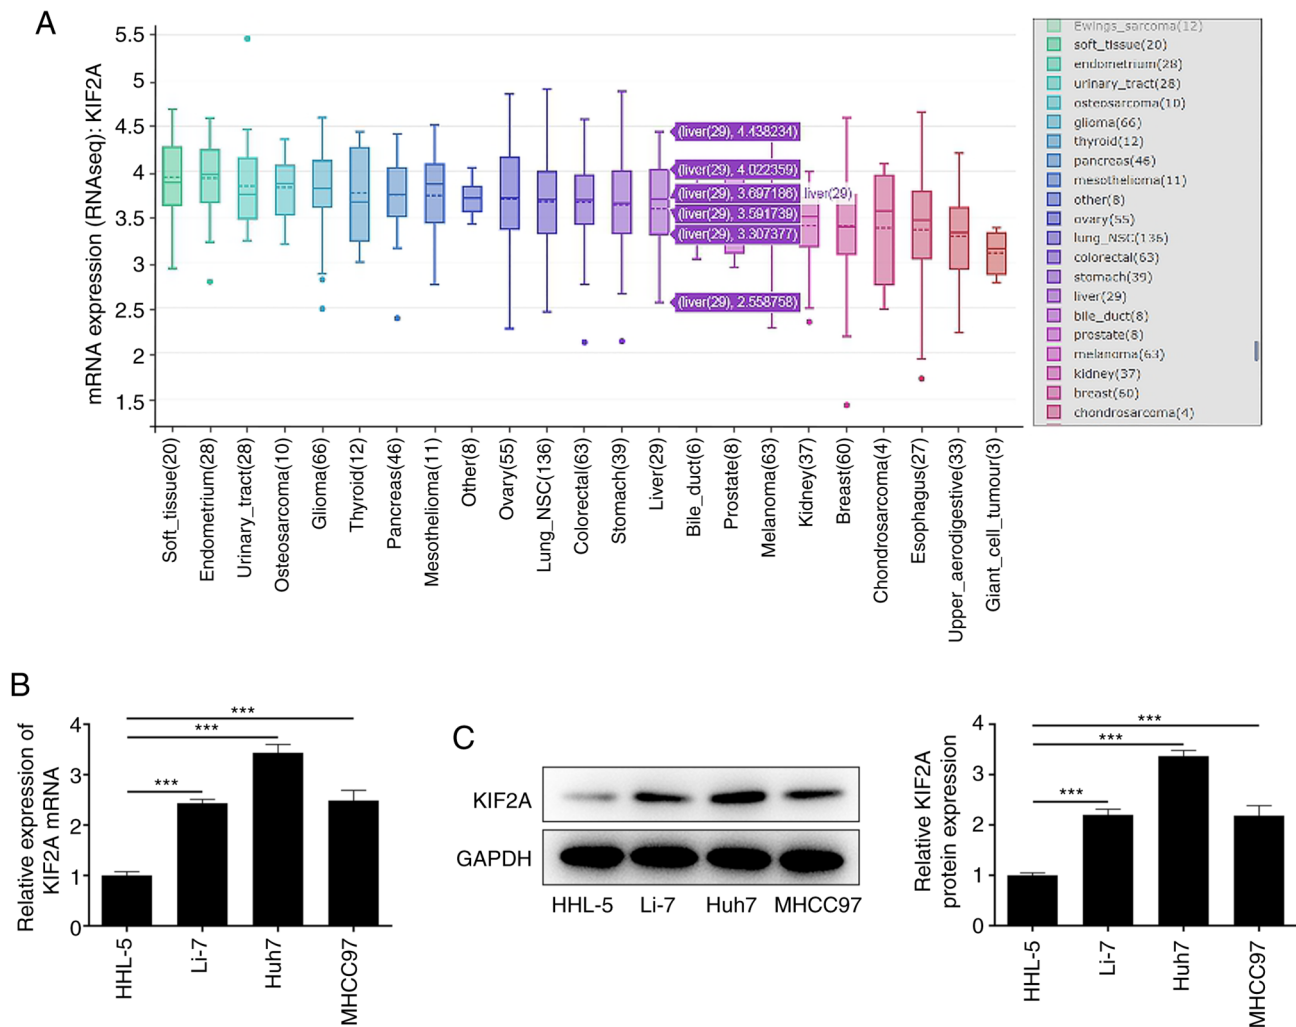 A
mRNA expression (RNAseq): KIF2A
5.5
5
4.5
4
3.5
3
2.5
2
1.5
(liver(29), 4.438234)
(liver(29), 4.022359)
(liver(29), 3.697186)
liver(29)
(liver(29), 3.591739)
(liver(29), 3.307377)
(liver(29), 2.558758)
Soft_tissue(20)
Endometrium(28)
Urinary_tract(28)
Osteosarcoma(10)
Glioma(66)
Thyroid(12)
Pancreas(46)
Mesothelioma(11)
Other(8)
Ovary(55)
Lung_NSC(136)
Colorectal(63)
Stomach(39)
Liver(29)
Bile_duct(6)
Prostate(8)
Melanoma(63)
Kidney(37)
Breast(60)
Chondrosarcoma(4)
Esophagus(27)
Upper_aerodigestive(33)
Giant_cell_tumour(3)
Ewings_sarcoma(12)
soft_tissue(20)
endometrium(28)
urinary_tract(28)
osteosarcoma(10)
glioma(66)
thyroid(12)
pancreas(46)
mesothelioma(11)
other(8)
ovary(55)
lung_NSC(136)
colorectal(63)
stomach(39)
liver(29)
bile_duct(8)
prostate(8)
melanoma(63)
kidney(37)
breast(60)
chondrosarcoma(4)
B
Relative expression of
KIF2A mRNA
4
3
2
1
0
***
***
***
HHL-5
Li-7
Huh7
MHCC97
C
KIF2A
GAPDH
HHL-5 Li-7 Huh7 MHCC97
Relative KIF2A
protein expression
4
3
2
1
0
***
***
***
HHL-5
Li-7
Huh7
MHCC97